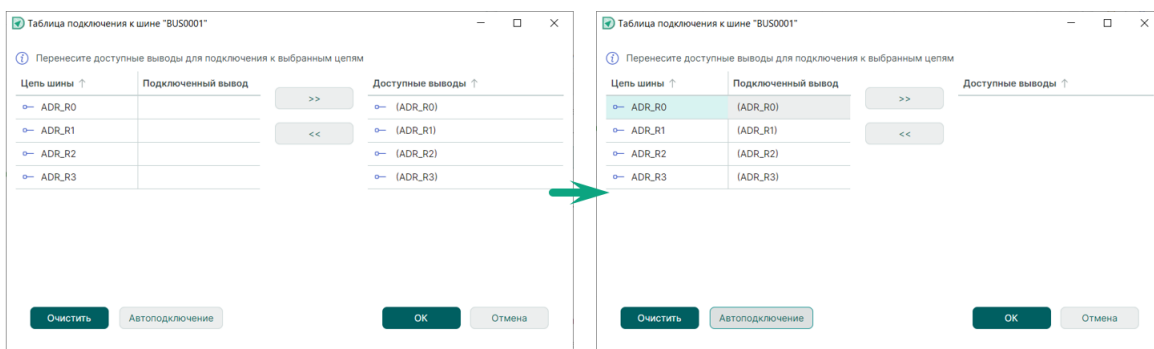 Таблица подключения к шине "BUS0001"
Перенесите доступные выводы для подключения к выбранным цепям
Цепь шины ↑ Подключенный вывод Доступные выводы ↑
ADR_R0 >> (ADR_R0)
ADR_R1 << (ADR_R1)
ADR_R2 (ADR_R2)
ADR_R3 (ADR_R3)
Очистить Автоподключение ОК Отмена
Таблица подключения к шине "BUS0001"
Перенесите доступные выводы для подключения к выбранным цепям
Цепь шины ↑ Подключенный вывод Доступные выводы ↑
ADR_R0 (ADR_R0) >>
ADR_R1 (ADR_R1) <<
ADR_R2 (ADR_R2)
ADR_R3 (ADR_R3)
Очистить Автоподключение ОК Отмена